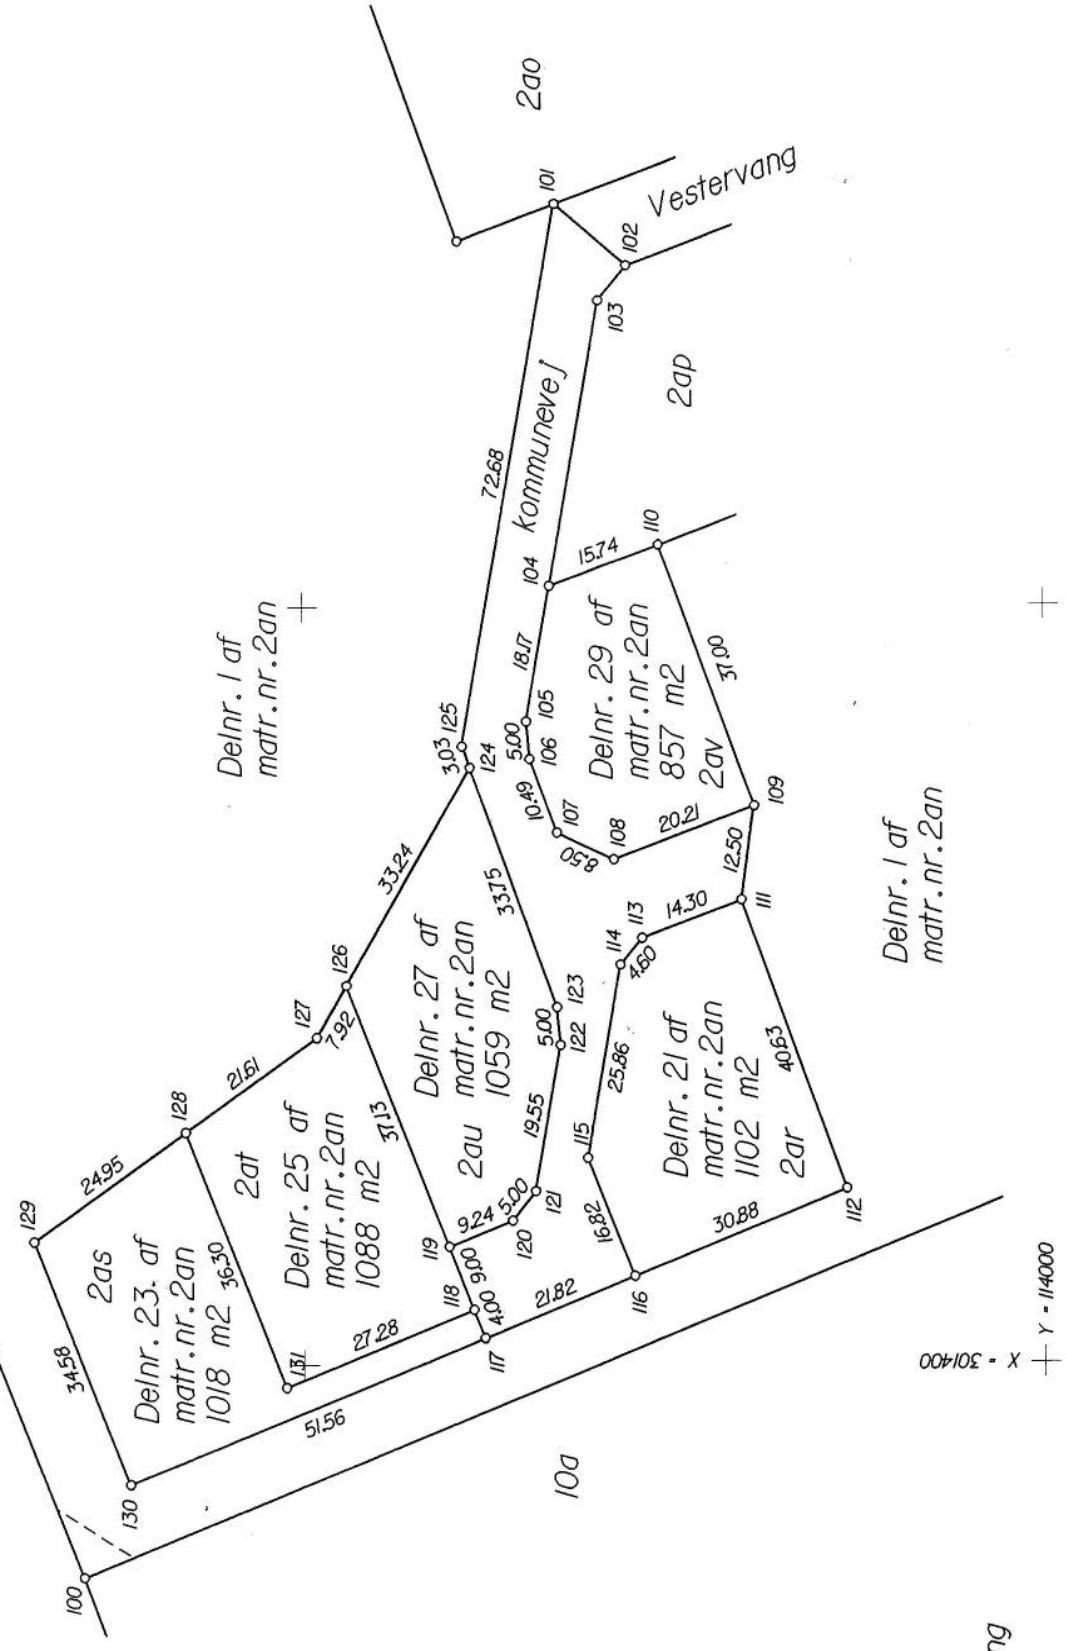 2ao
101
Vestervang
102
103
2ap
kommunevej
72.68
104
15.74
110
Delnr. 1 af
matr.nr.2an
18.17
105
5.00
106
10.49
107
8.50
108
20.21
37.00
109
Delnr. 29 af
matr.nr.2an
857 m2
2av
125
3.03
124
33.24
33.75
126
127
7.92
123
5.00
122
19.55
Delnr. 27 af
matr.nr.2an
1059 m2
2au
37.13
12.50
111
14.30
113
114
4.60
25.86
115
16.82
40.63
112
30.88
116
Delnr. 21 af
matr.nr.2an
1102 m2
2ar
Delnr. 1 af
matr.nr.2an
128
21.61
2at
Delnr. 25 af
matr.nr.2an
1088 m2
121
5.00
120
9.24
119
9.00
118
4.00
117
21.82
27.28
131
36.30
129
24.95
2as
Delnr. 23. af
matr.nr.2an
1018 m2
34.58
130
51.56
100
10a
X = 301400
Y = 114000
ng